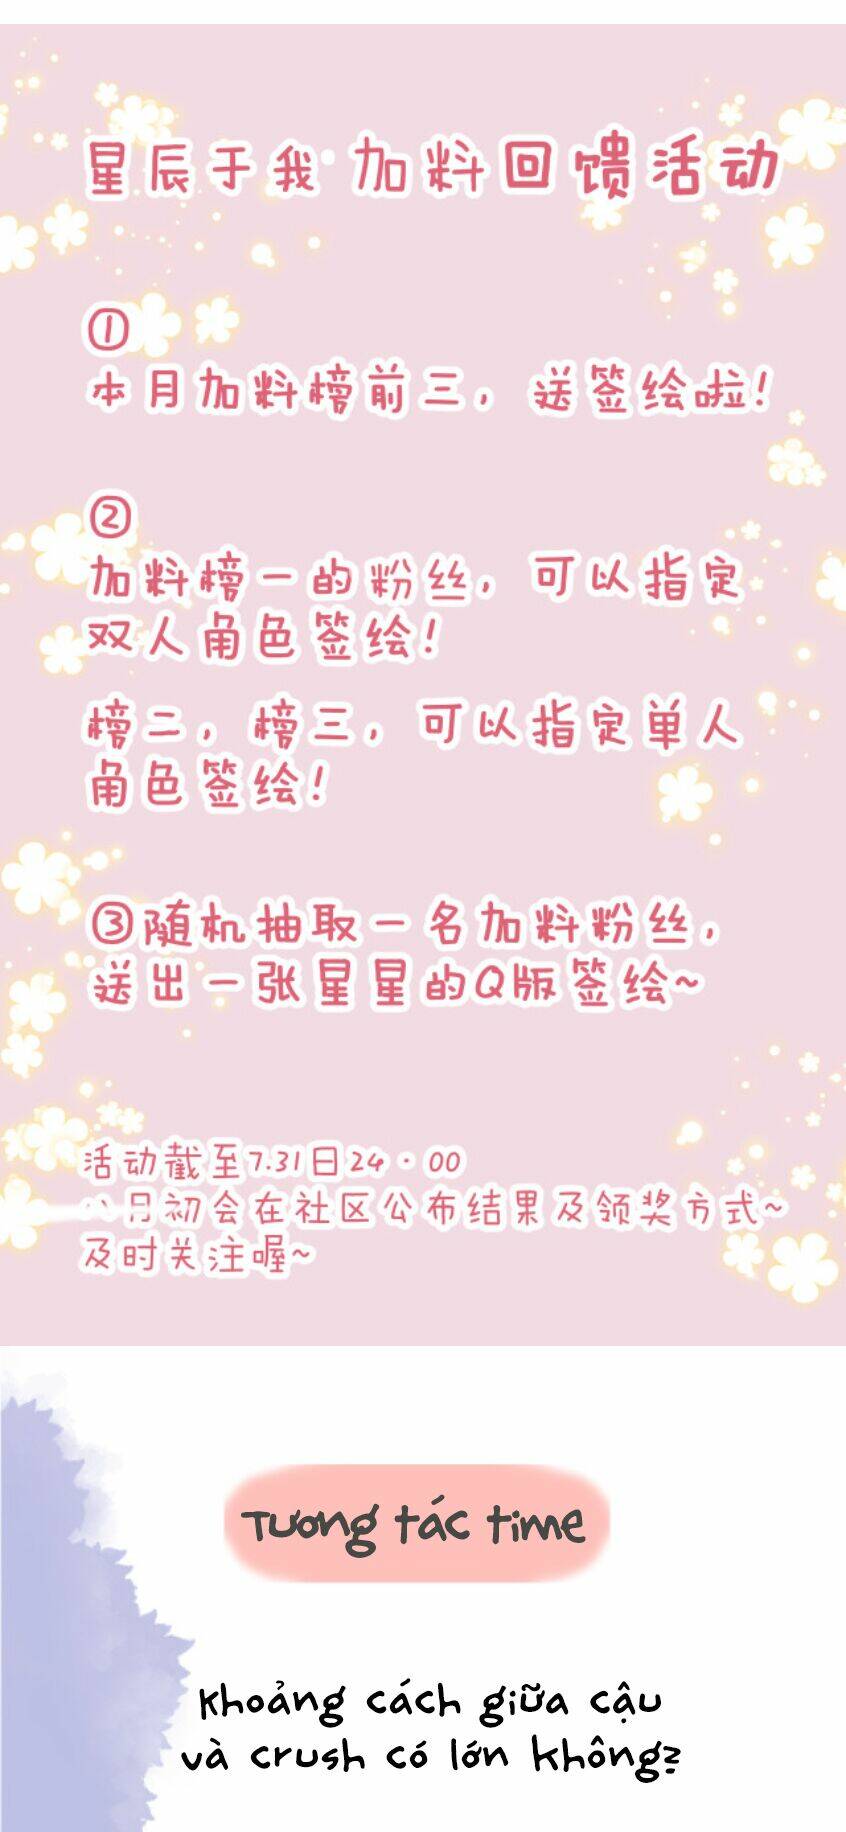 星辰于我·加料回馈活动
①
本月加料榜前三，送签绘啦！
②
加料榜一的粉丝，可以指定
双人角色签绘！
榜二，榜三，可以指定单人
角色签绘！
③随机抽取一名加料粉丝，
送出一张星星的Q版签绘~
活动截至7.31日24·00
八月初会在社区公布结果及领奖方式~
及时关注喔~
Tương tác time
Khoảng cách giữa cậu
và crush có lớn không?